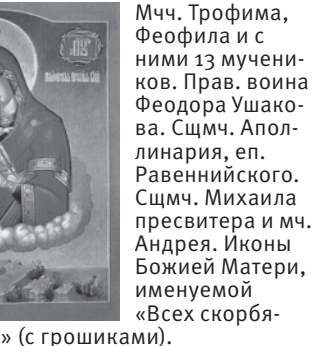 Мчч. Трофима,
Феофила и с
ними 13 мучени-
ков. Прав. воина
Феодора Ушако-
ва. Сщмч. Апол-
линария, еп.
Равеннийского.
Сщмч. Михаила
пресвитера и мч.
Андрея. Иконы
Божией Матери,
именуемой
«Всех скорбя-
» (с грошиками).